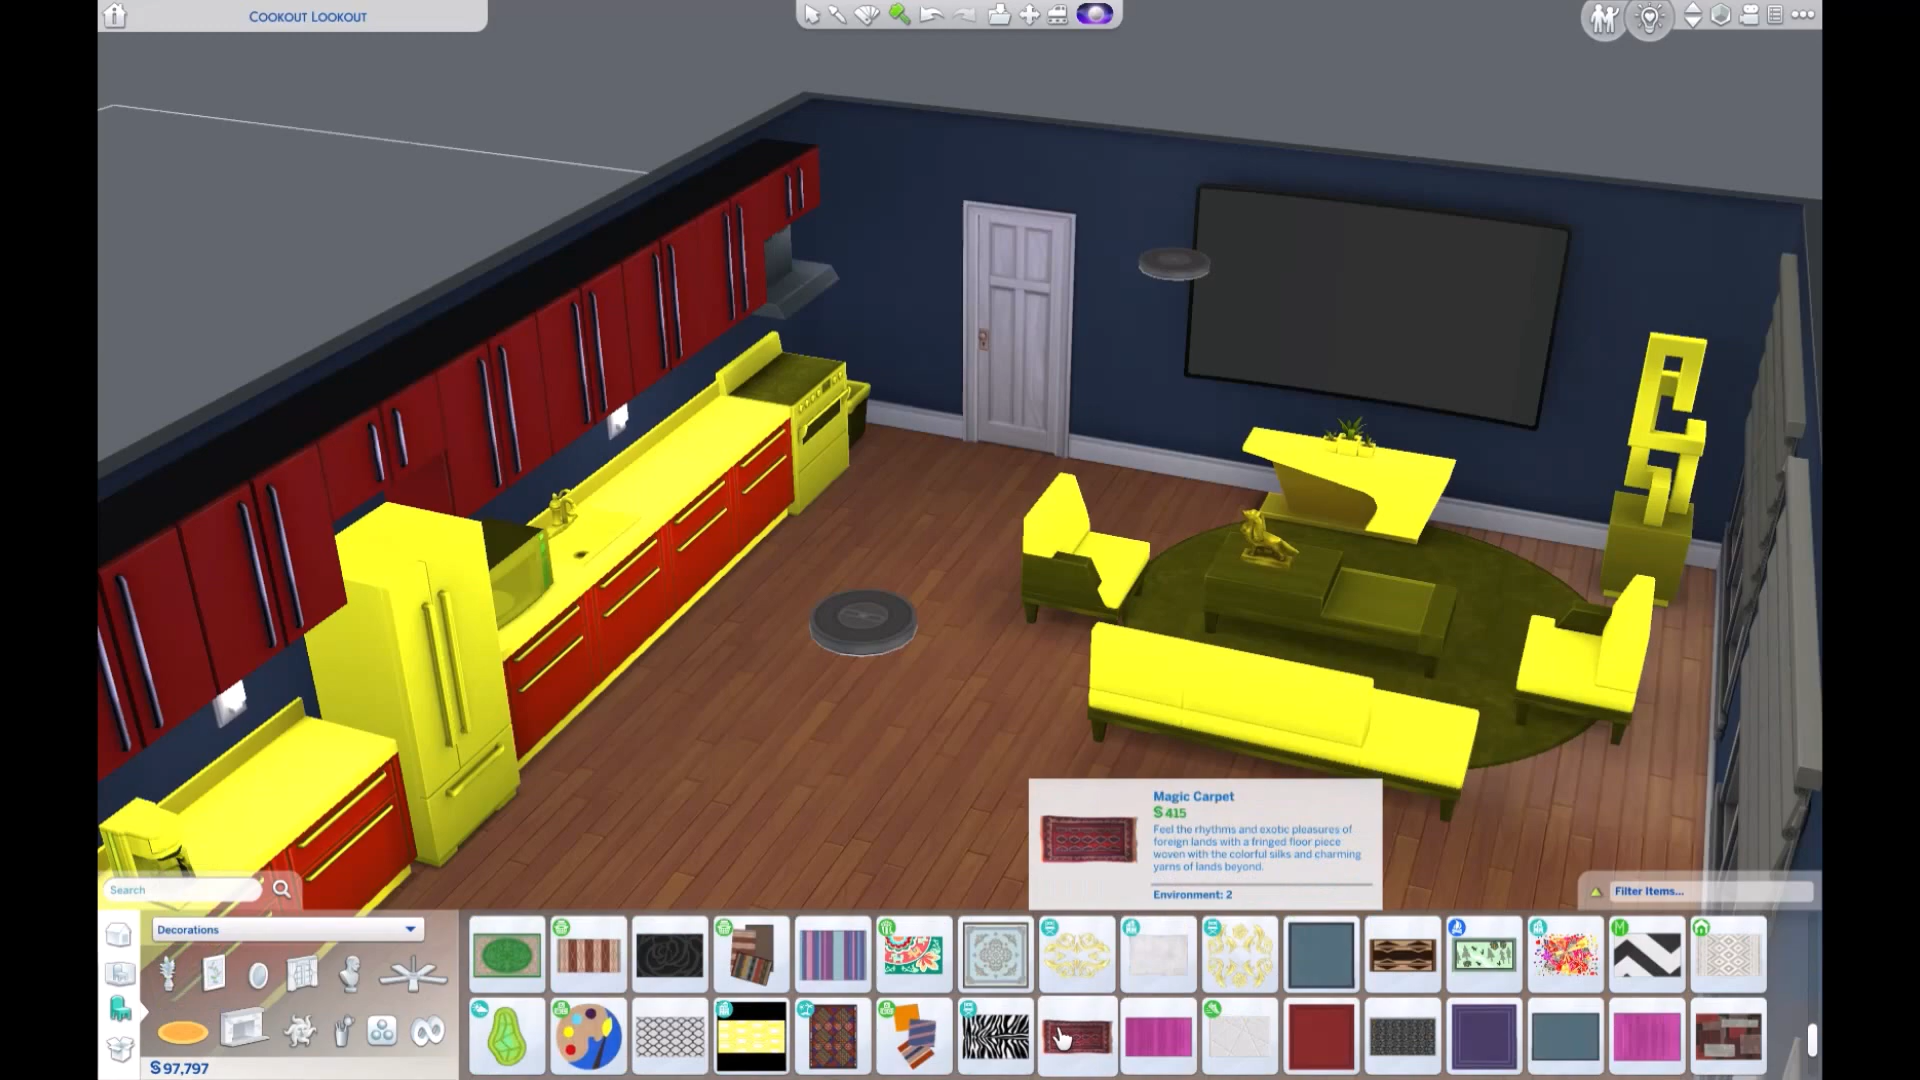 Cookout Lookout
Magic Carpet
$415
Feel the rhythms and exotic pleasures of
foreign lands with a fringed floor piece
woven with the colorful silks and charming
yarns of lands beyond.
Environment: 2
Search
Filter Items...
Decorations
$97,797